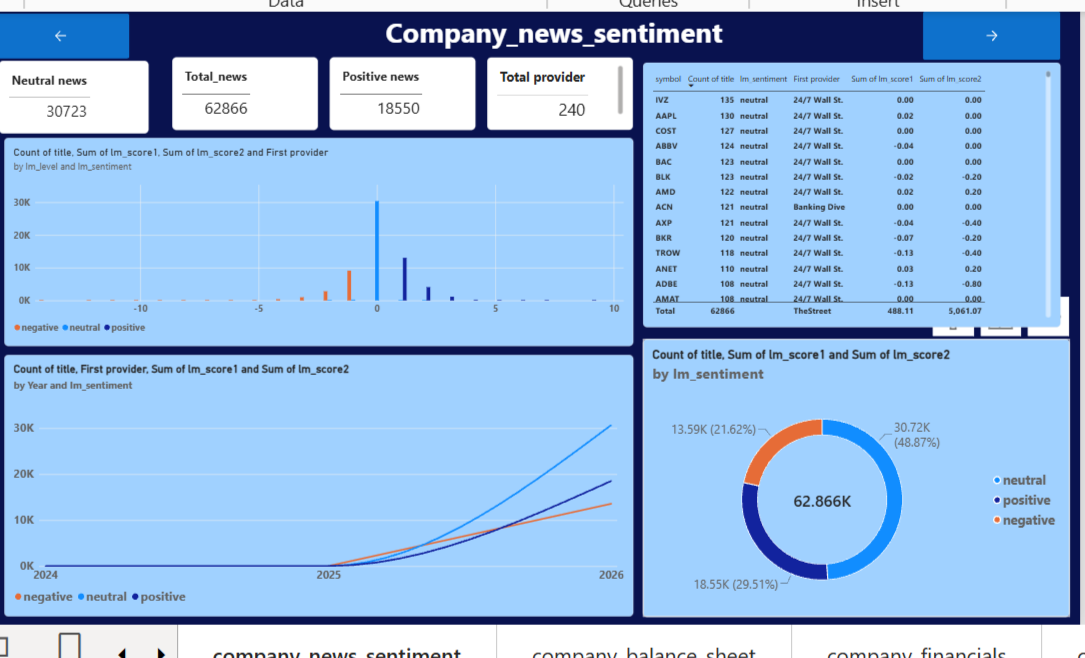 Data
Queries
Insert
←
Company_news_sentiment
→
Neutral news
30723
Total_news
62866
Positive news
18550
Total provider
240
symbol Count of title lm_sentiment First provider Sum of lm_score1 Sum of lm_score2
IVZ 135 neutral 24/7 Wall St. 0.00 0.00
AAPL 130 neutral 24/7 Wall St. 0.02 0.00
COST 127 neutral 24/7 Wall St. 0.00 0.00
ABBV 124 neutral 24/7 Wall St. -0.04 0.00
BAC 123 neutral 24/7 Wall St. 0.00 0.00
BLK 123 neutral 24/7 Wall St. -0.02 -0.20
AMD 122 neutral 24/7 Wall St. 0.02 0.20
ACN 121 neutral Banking Dive 0.00 0.00
AXP 121 neutral 24/7 Wall St. -0.04 -0.40
BKR 120 neutral 24/7 Wall St. -0.07 -0.20
TROW 118 neutral 24/7 Wall St. -0.13 -0.40
ANET 110 neutral 24/7 Wall St. 0.03 0.20
ADBE 108 neutral 24/7 Wall St. -0.13 -0.80
AMAT 108 neutral 24/7 Wall St. 0.00 0.00
Total 62866 TheStreet 488.11 5,061.07
Count of title, Sum of lm_score1, Sum of lm_score2 and First provider
by lm_level and lm_sentiment
30K
20K
10K
0K
-10 -5 0 5 10
negative neutral positive
Count of title, First provider, Sum of lm_score1 and Sum of lm_score2
by Year and lm_sentiment
30K
20K
10K
0K
2024 2025 2026
negative neutral positive
Count of title, Sum of lm_score1 and Sum of lm_score2
by lm_sentiment
13.59K (21.62%)
30.72K
(48.87%)
62.866K
18.55K (29.51%)
neutral
positive
negative
company_news_sentiment company_balance_sheet company_financials